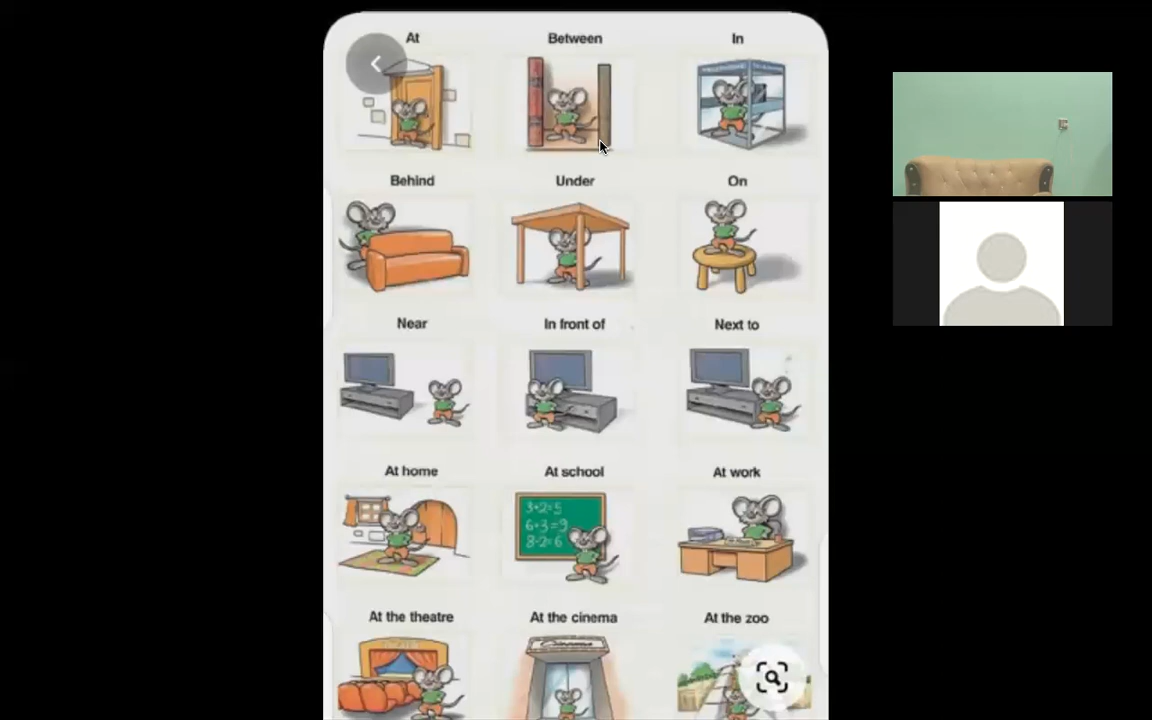 At Between In
Behind Under On
Near In front of Next to
At home At school At work
3+2=5
6+3=9
8-2=6
At the theatre At the cinema At the zoo
Cinema